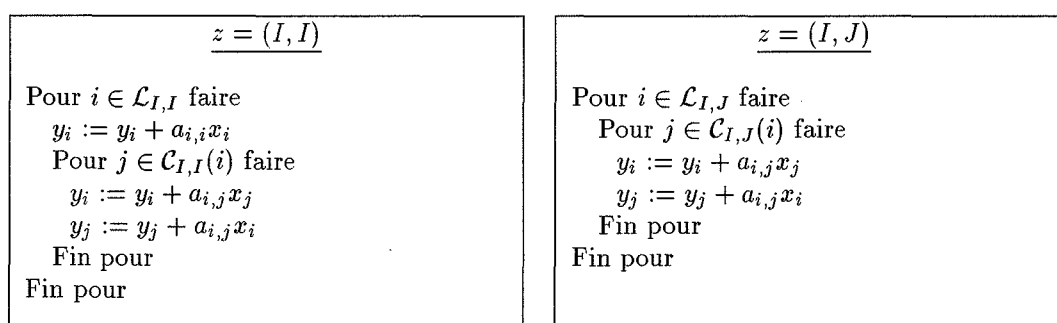 z = (I, I)
Pour i ∈ ℒ_{I,I} faire
y_i := y_i + a_{i,i}x_i
Pour j ∈ 𝒞_{I,I}(i) faire
y_i := y_i + a_{i,j}x_j
y_j := y_j + a_{i,j}x_i
Fin pour
Fin pour
z = (I, J)
Pour i ∈ ℒ_{I,J} faire
Pour j ∈ 𝒞_{I,J}(i) faire
y_i := y_i + a_{i,j}x_j
y_j := y_j + a_{i,j}x_i
Fin pour
Fin pour